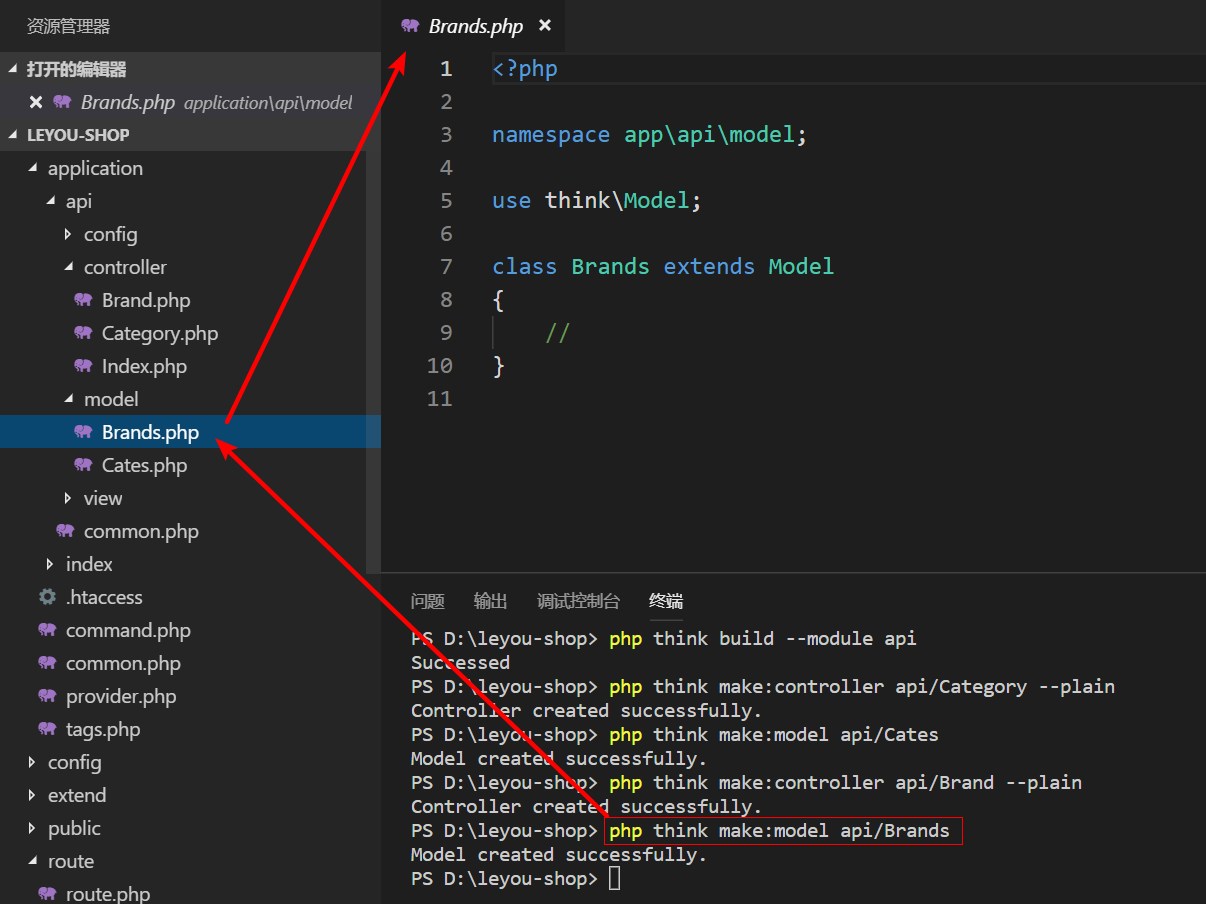 资源管理器
打开的编辑器
Brands.php application\api\model
LEYOU-SHOP
application
api
config
controller
Brand.php
Category.php
Index.php
model
Brands.php
Cates.php
view
common.php
index
.htaccess
command.php
common.php
provider.php
tags.php
config
extend
public
route
route.php
Brands.php
1 <?php
2
3 namespace app\api\model;
4
5 use think\Model;
6
7 class Brands extends Model
8 {
9 //
10 }
11
问题 输出 调试控制台 终端
PS D:\leyou-shop> php think build --module api
Successed
PS D:\leyou-shop> php think make:controller api/Category --plain
Controller created successfully.
PS D:\leyou-shop> php think make:model api/Cates
Model created successfully.
PS D:\leyou-shop> php think make:controller api/Brand --plain
Controller created successfully.
PS D:\leyou-shop> php think make:model api/Brands
Model created successfully.
PS D:\leyou-shop>